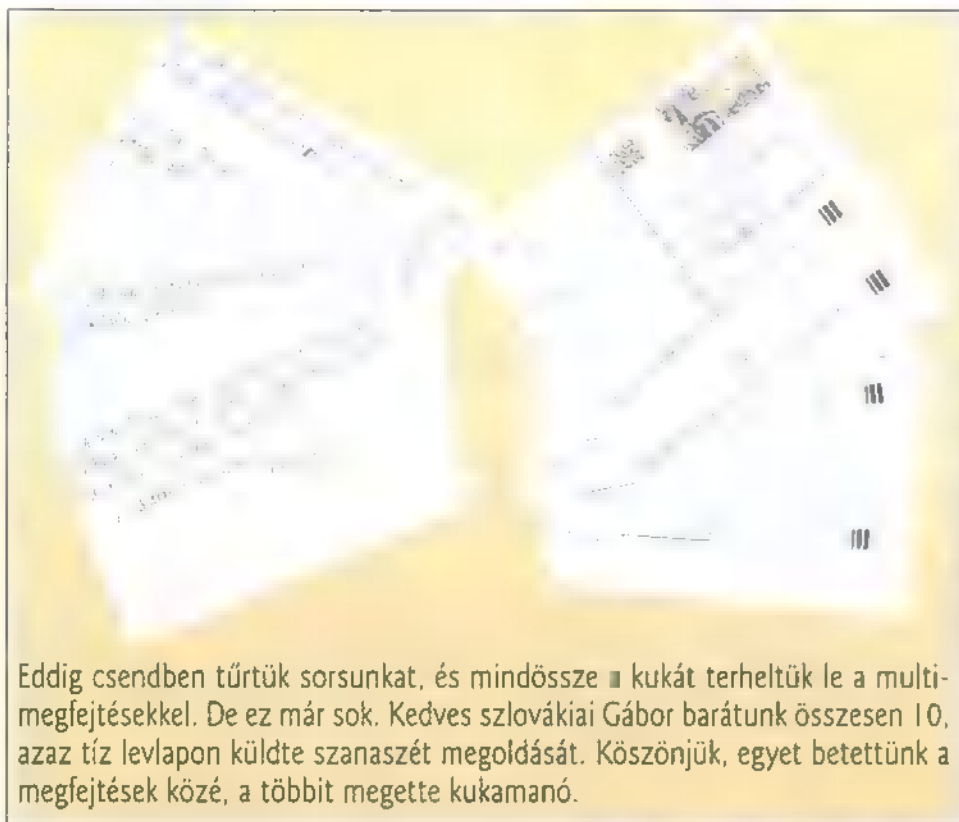 Eddig csendben tűrtük sorsunkat, és mindössze a kukát terheltük le a multi-
megfejtésekkel. De ez már sok. Kedves szlovákiai Gábor barátunk összesen 10,
azaz tíz levlapon küldte szanaszét megoldását. Köszönjük, egyet betettünk a
megfejtések közé, a többit megette kukamanó.